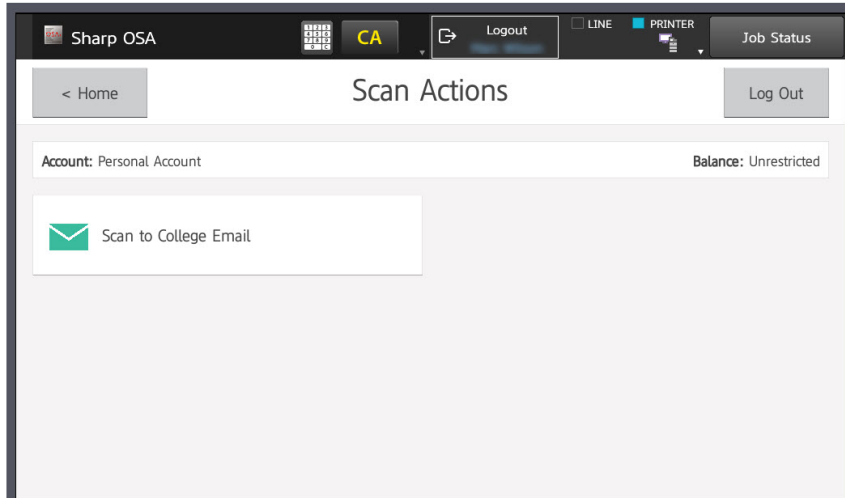 Sharp OSA
CA
Logout
LINE
PRINTER
Job Status
< Home
Scan Actions
Log Out
Account: Personal Account
Balance: Unrestricted
Scan to College Email